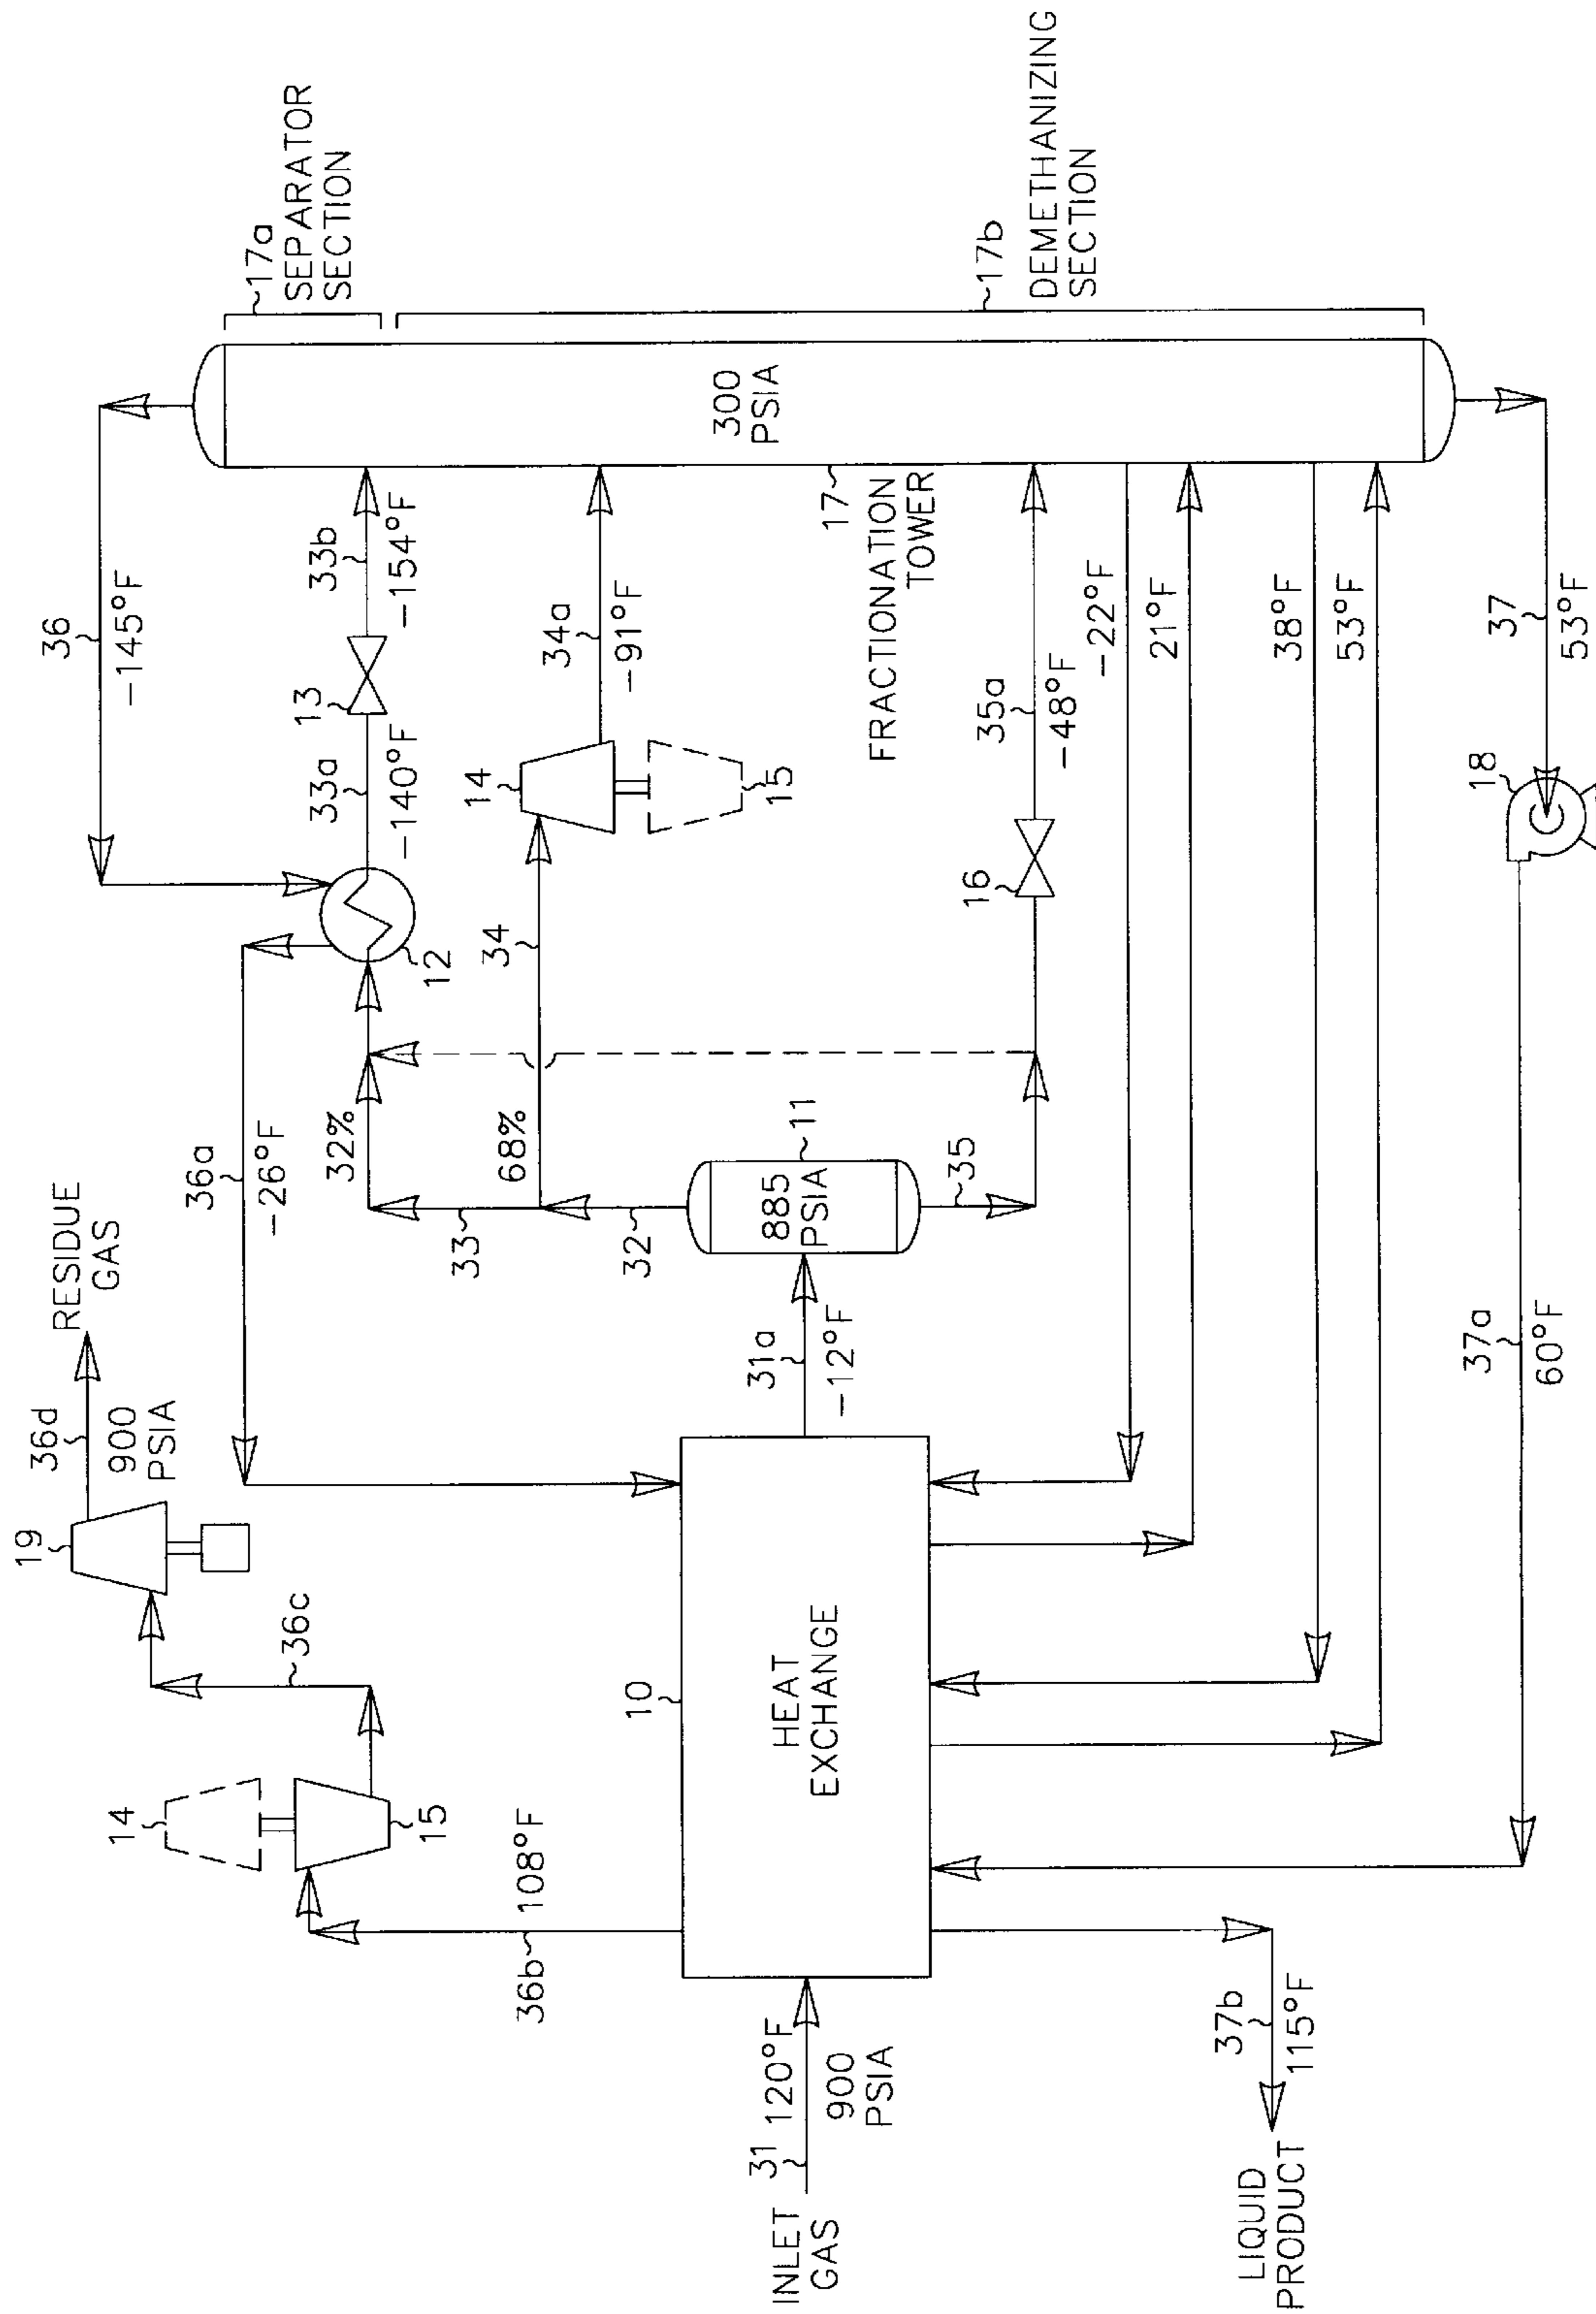 RESIDUE
GAS
36d
900
PSIA
19
36c
14
15
108°F
36b
36a
-26°F
36
-145°F
32%
33
12
33a
-140°F
13
33b
-154°F
17a
SEPARATOR
SECTION
68%
32
34
14
15
34a
-91°F
300
PSIA
17
FRACTIONATION
TOWER
INLET
GAS
31
120°F
900
PSIA
10
HEAT
EXCHANGE
31a
-12°F
885
PSIA
11
35
16
35a
-48°F
17b
DEMETHANIZING
SECTION
-22°F
21°F
38°F
53°F
LIQUID
PRODUCT
37b
115°F
37a
60°F
18
37
53°F